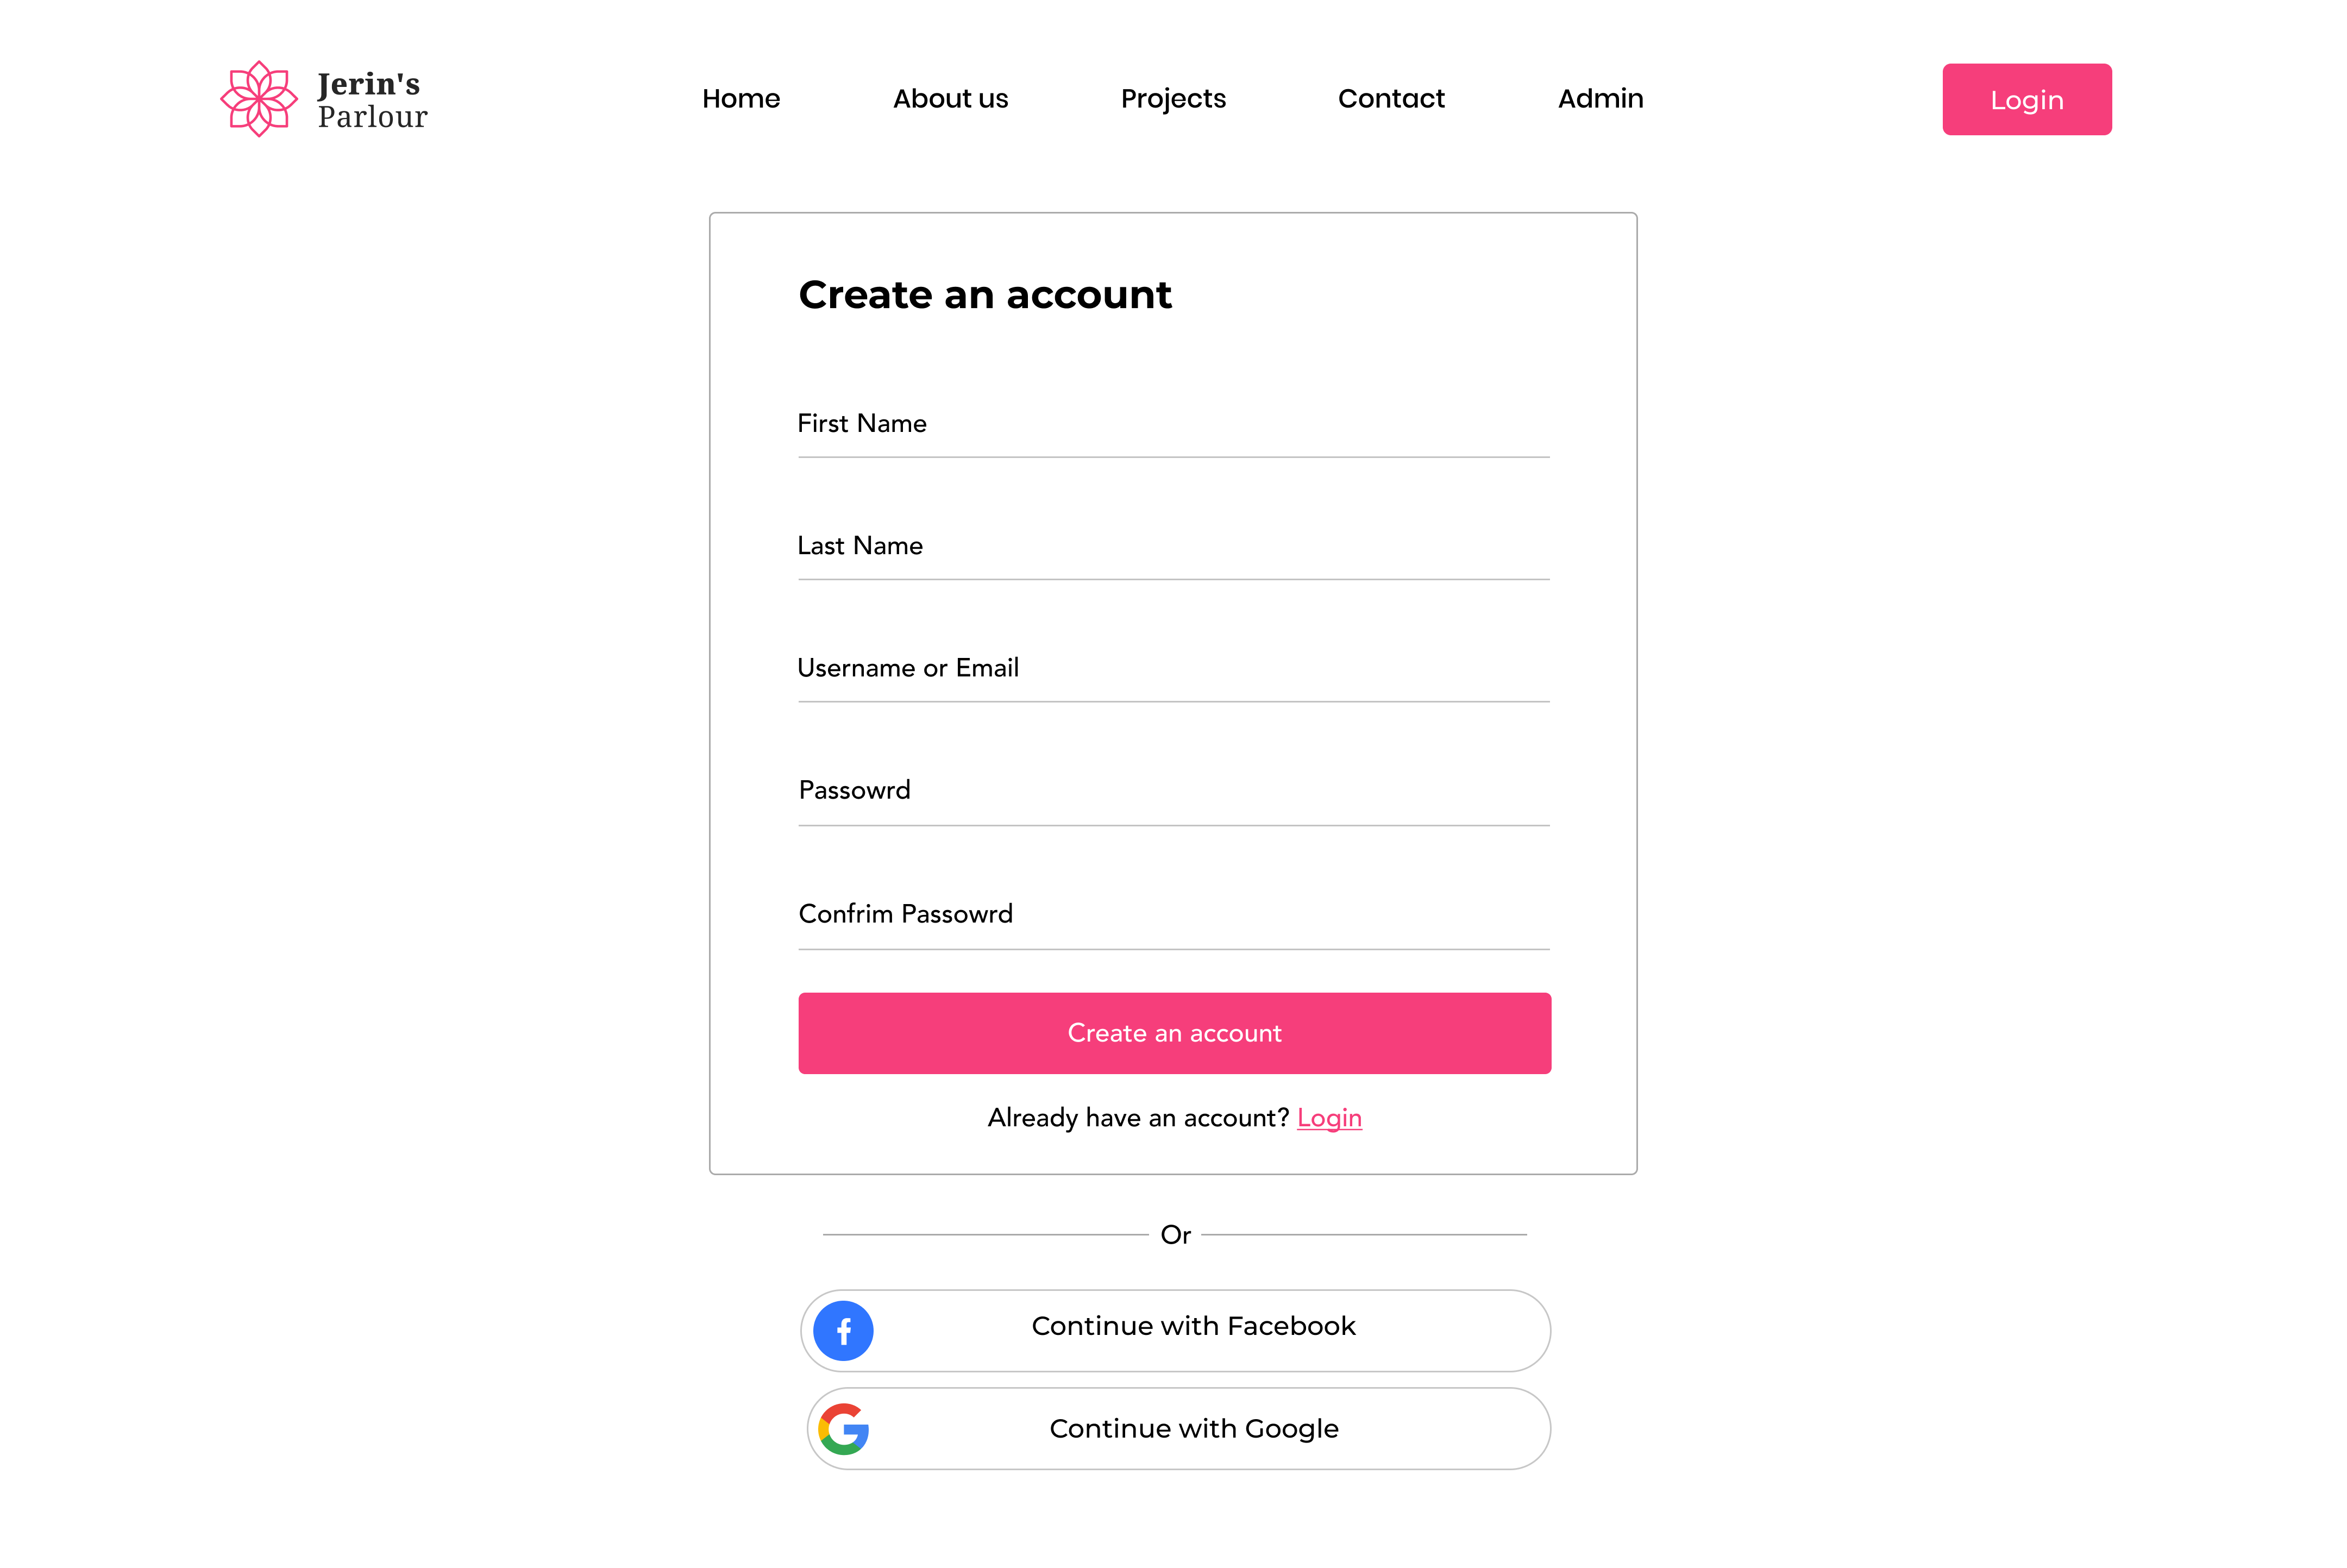 Jerin's
Parlour
Home
About us
Projects
Contact
Admin
Login
Create an account
First Name
Last Name
Username or Email
Passowrd
Confrim Passowrd
Create an account
Already have an account? Login
Or
Continue with Facebook
Continue with Google